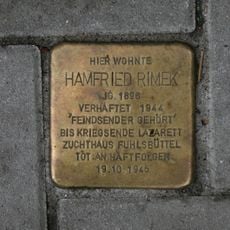 HIER WOHNTE
HAMFRIED RIMEK
JG. 1896
VERHAFTET 1944
'FEINDSENDER GEHÖRT'
BIS KRIEGSENDE LAZARETT
ZUCHTHAUS FUHLSBÜTTEL
TOT AN HAFTFOLGEN
19.10.1945